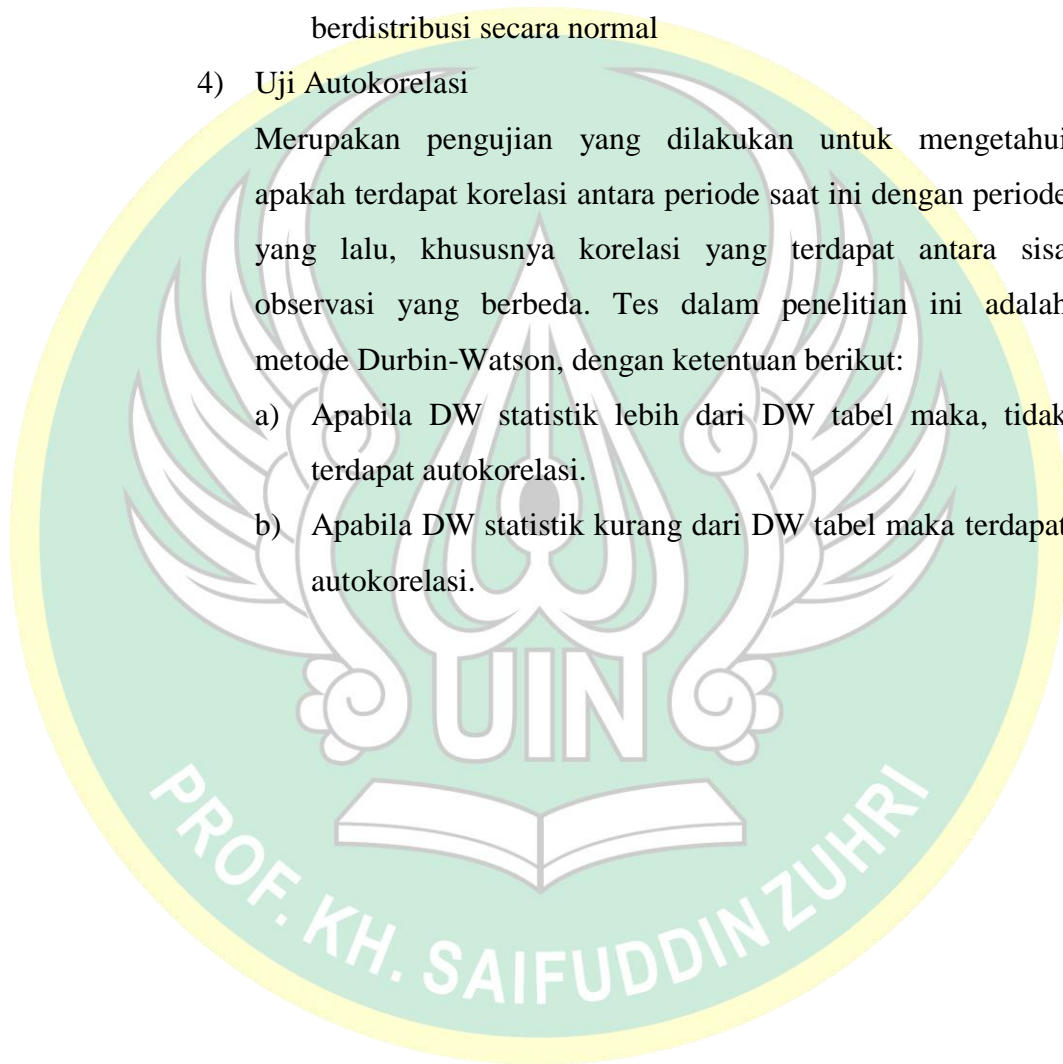 berdistribusi secara normal
4) Uji Autokorelasi
Merupakan pengujian yang dilakukan untuk mengetahui
apakah terdapat korelasi antara periode saat ini dengan periode
yang lalu, khususnya korelasi yang terdapat antara sisa
observasi yang berbeda. Tes dalam penelitian ini adalah
metode Durbin-Watson, dengan ketentuan berikut:
a) Apabila DW statistik lebih dari DW tabel maka, tidak
terdapat autokorelasi.
b) Apabila DW statistik kurang dari DW tabel maka terdapat
autokorelasi.
UIN
PROF. KH. SAIFUDDIN ZUHRI